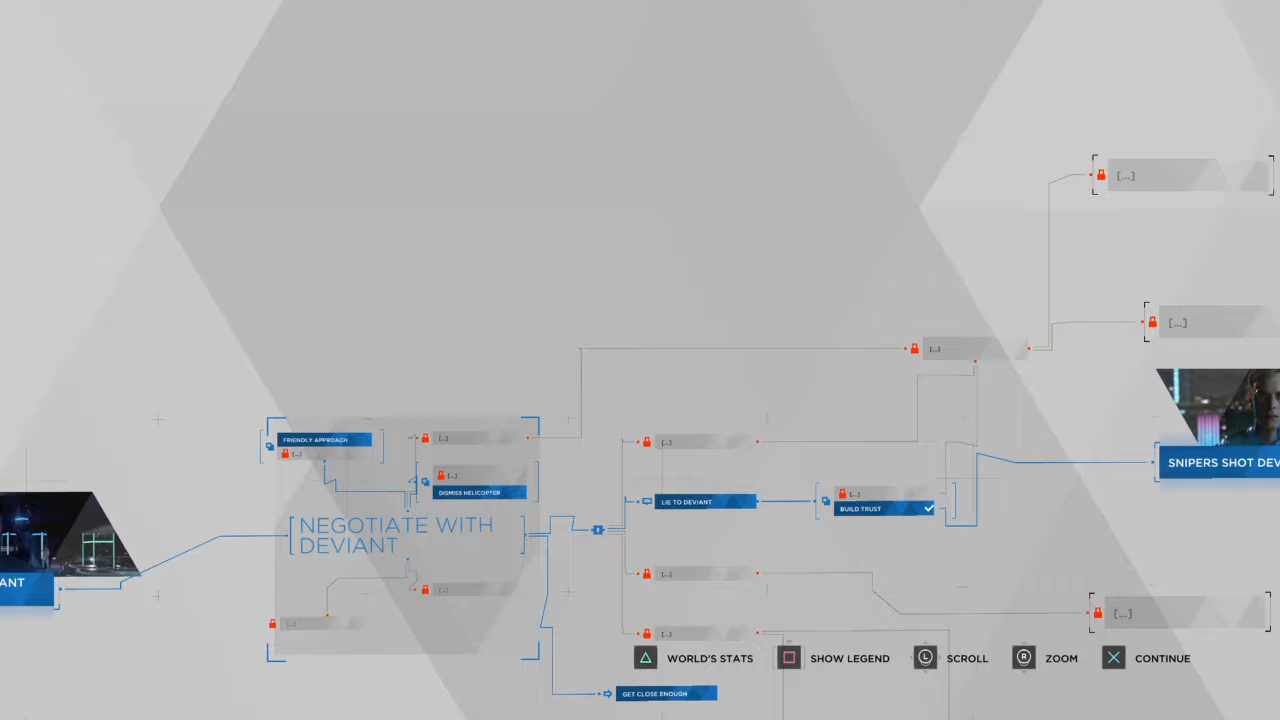 [...]
[...]
[...]
FRIENDLY APPROACH
[...]
[...]
[...]
DISMISS HELICOPTER
NEGOTIATE WITH
DEVIANT
[...]
[...]
ANT
[...]
LIE TO DEVIANT
[...]
BUILD TRUST
SNIPERS SHOT DEV
[...]
[...]
[...]
WORLD'S STATS
SHOW LEGEND
L
SCROLL
R
ZOOM
CONTINUE
GET CLOSE ENOUGH